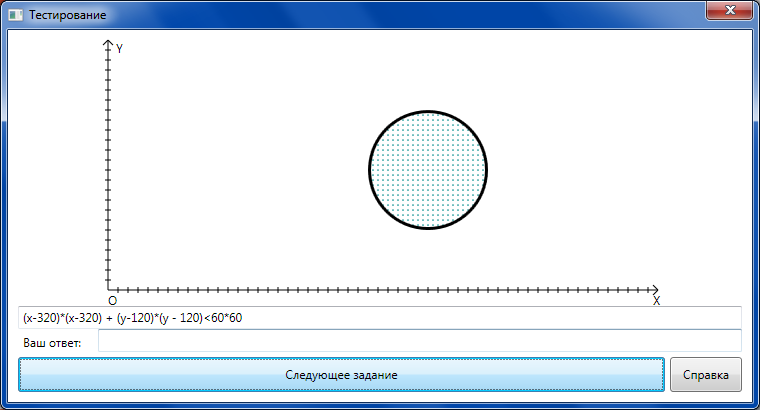 Тестирование
Y
O
X
(x-320)*(x-320) + (y-120)*(y - 120)<60*60
Ваш ответ:
Следующее задание
Справка